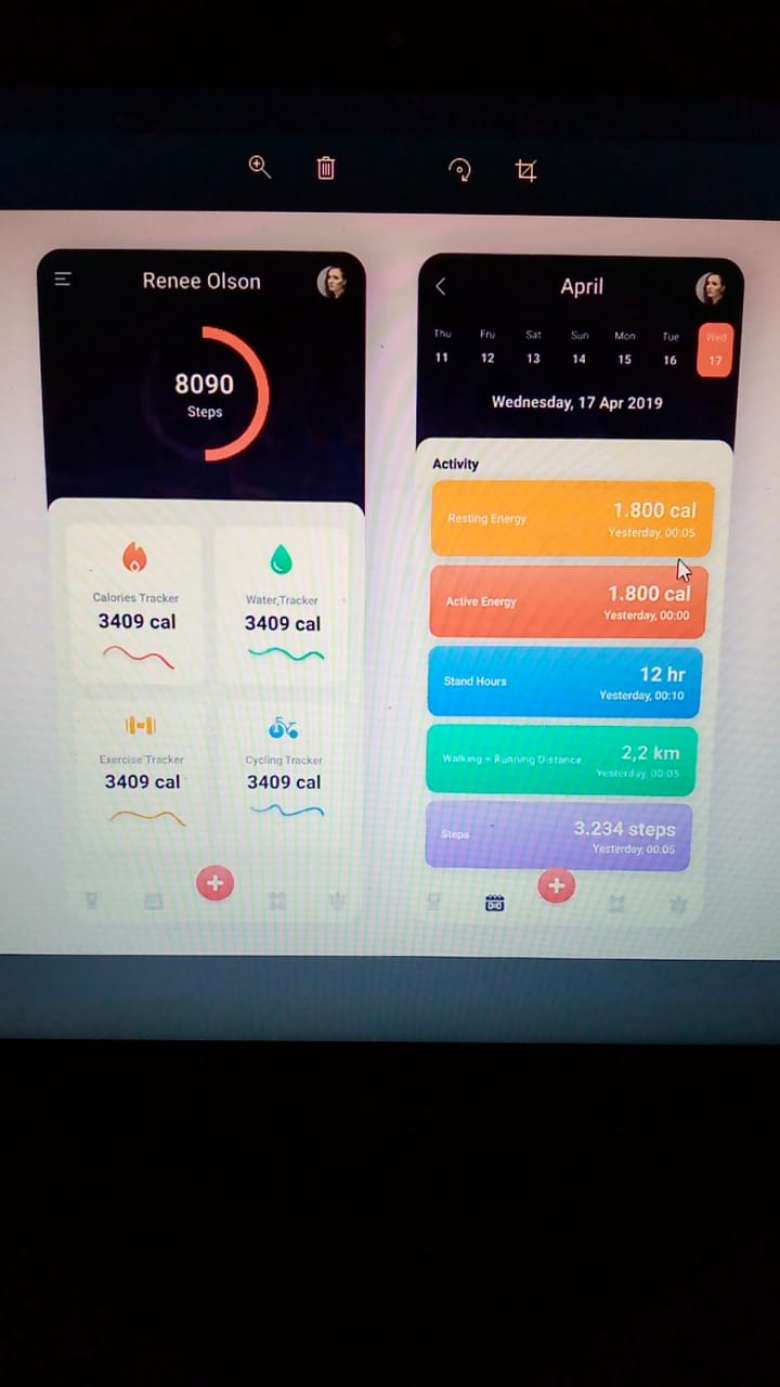 Renee Olson
8090
Steps
Calories Tracker
3409 cal
Water Tracker
3409 cal
Exercise Tracker
3409 cal
Cycling Tracker
3409 cal
April
Thu Fru Sat Sun Mon Tue Wed
11 12 13 14 15 16 17
Wednesday, 17 Apr 2019
Activity
Resting Energy
1.800 cal
Yesterday, 00:05
Active Energy
1.800 cal
Yesterday, 00:00
Stand Hours
12 hr
Yesterday, 00:10
Walking + Running Distance
2,2 km
Yesterday, 00:05
Steps
3.234 steps
Yesterday, 00:05